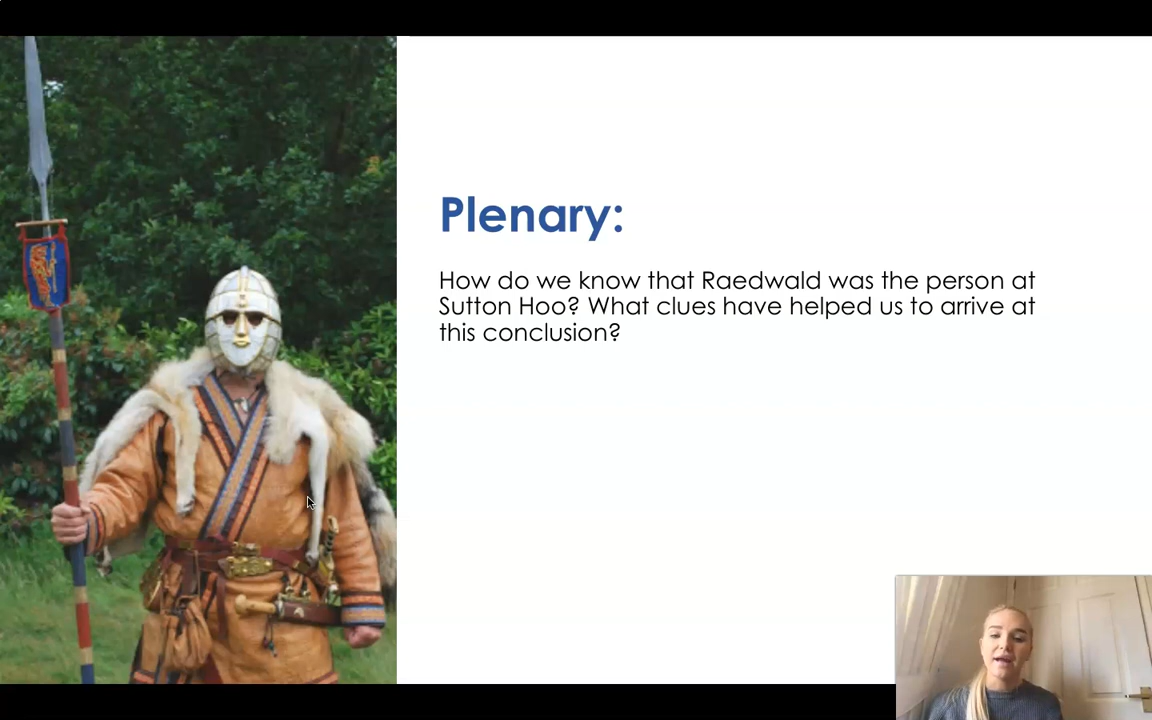 Plenary:
How do we know that Raedwald was the person at
Sutton Hoo? What clues have helped us to arrive at
this conclusion?